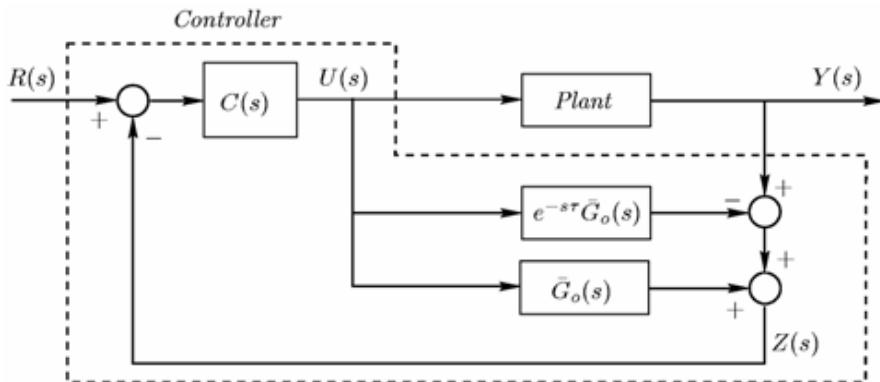 Controller
R(s) U(s) Y(s)
+ C(s) Plant
−
+
e^{-sτ}Ḡ_o(s) −
+
Ḡ_o(s) +
Z(s)